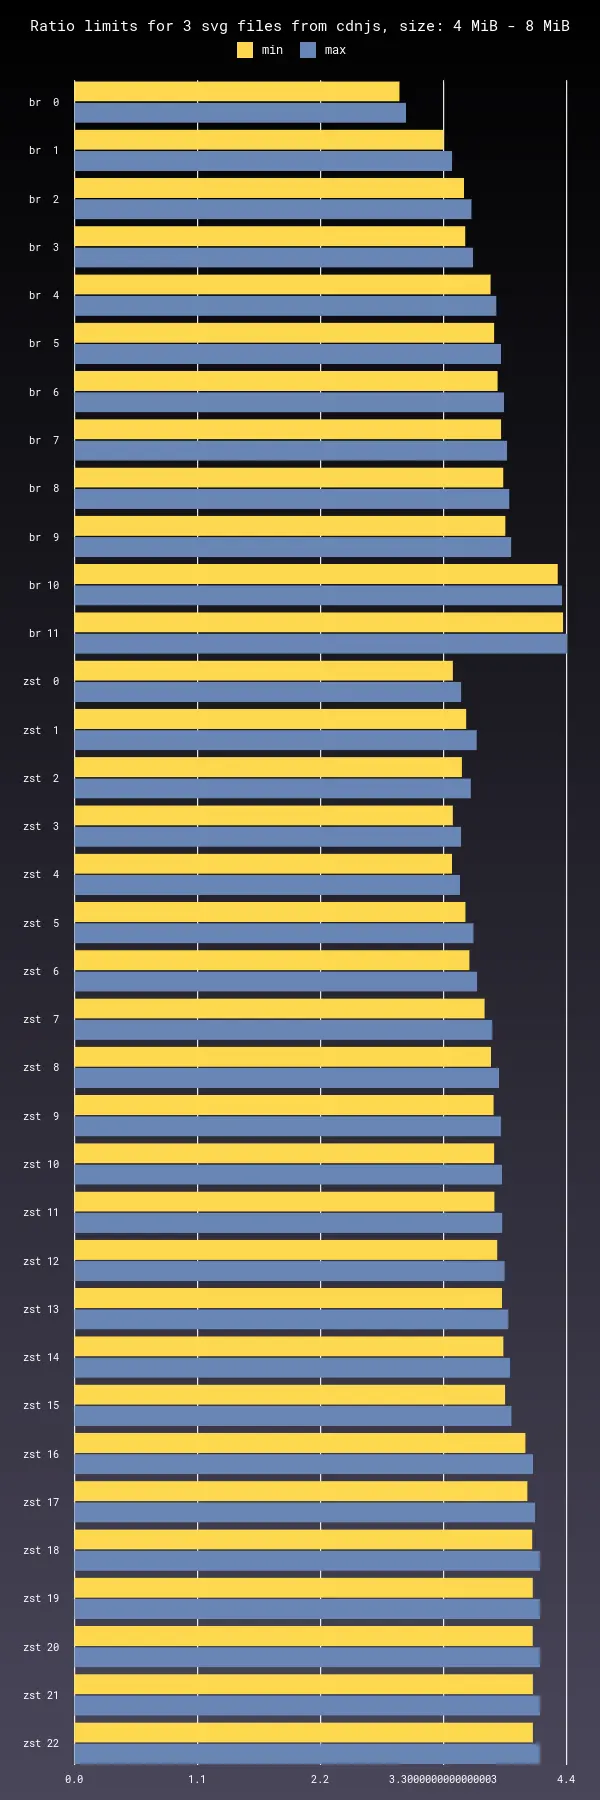 Ratio limits for 3 svg files from cdnjs, size: 4 MiB - 8 MiB
min max
br 0
br 1
br 2
br 3
br 4
br 5
br 6
br 7
br 8
br 9
br 10
br 11
zst 0
zst 1
zst 2
zst 3
zst 4
zst 5
zst 6
zst 7
zst 8
zst 9
zst 10
zst 11
zst 12
zst 13
zst 14
zst 15
zst 16
zst 17
zst 18
zst 19
zst 20
zst 21
zst 22
0.0 1.1 2.2 3.3000000000000003 4.4